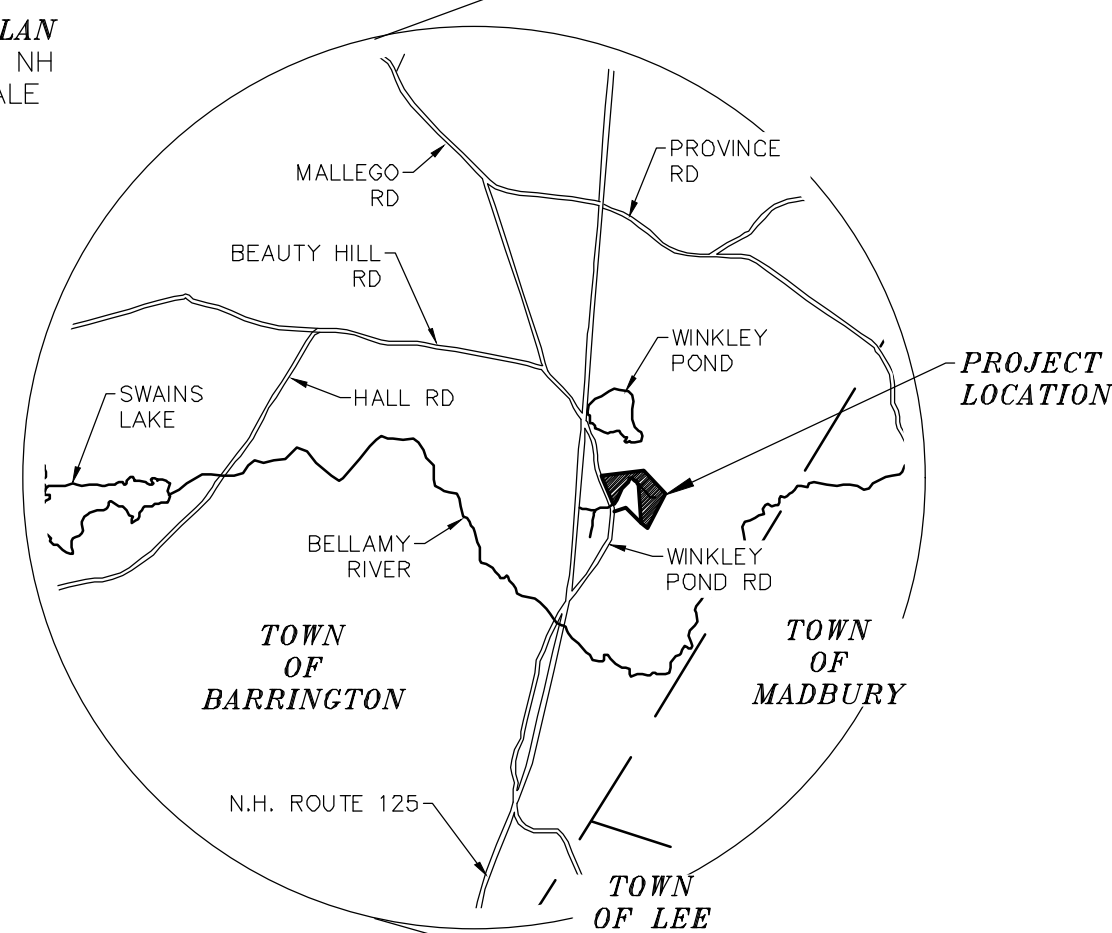 LAN
NH
ALE
MALLEGO
RD
PROVINCE
RD
BEAUTY HILL
RD
WINKLEY
POND
PROJECT
LOCATION
SWAINS
LAKE
HALL RD
BELLAMY
RIVER
WINKLEY
POND RD
TOWN
OF
BARRINGTON
TOWN
OF
MADBURY
N.H. ROUTE 125
TOWN
OF LEE